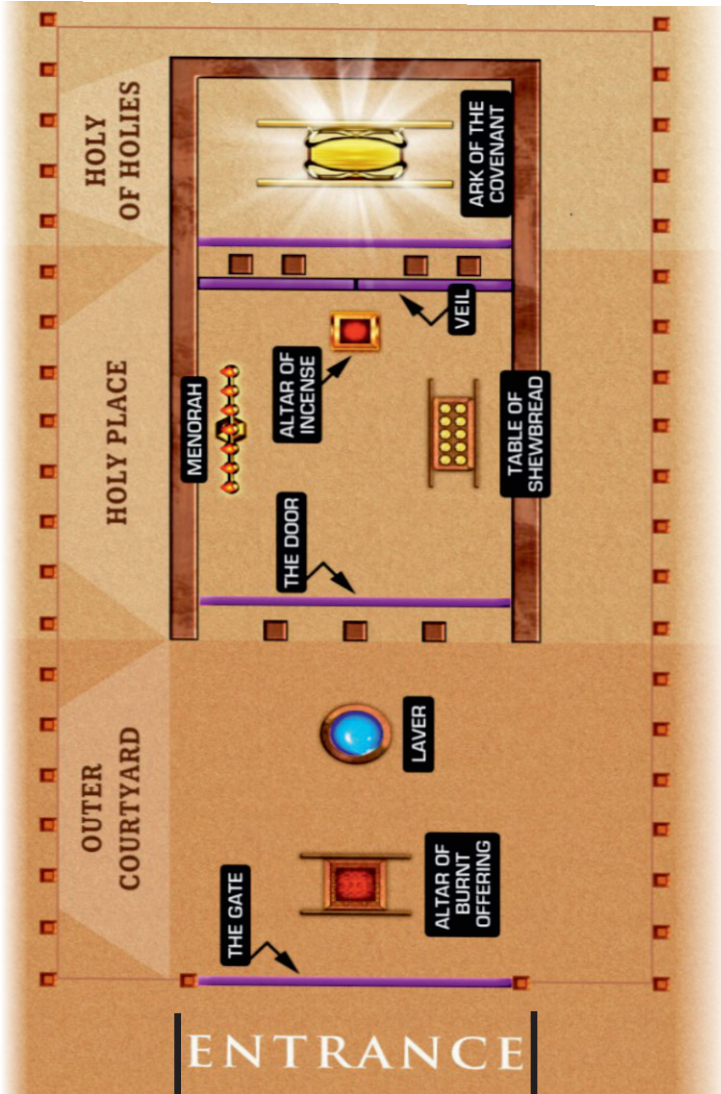 HOLY
OF HOLIES
ARK OF THE
COVENANT
VEIL
HOLY PLACE
MENORAH
ALTAR OF
INCENSE
TABLE OF
SHEWBREAD
THE DOOR
OUTER
COURTYARD
LAVER
THE GATE
ALTAR OF
BURNT
OFFERING
ENTRANCE